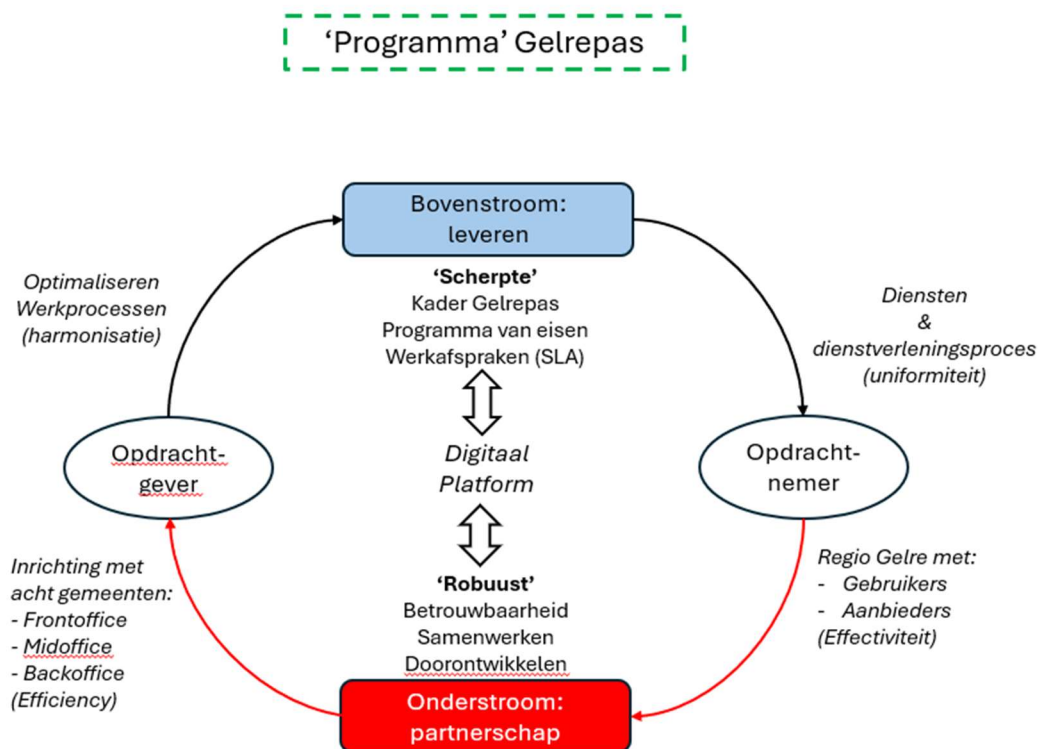 ‘Programma’ Gelrepas
Bovenstroom:
leveren
‘Scherpte’
Kader Gelrepas
Programma van eisen
Werkafspraken (SLA)
Optimaliseren
Werkprocessen
(harmonisatie)
Diensten
&
dienstverleningsproces
(uniformiteit)
Digitaal
Platform
Opdracht-
gever
Opdracht-
nemer
‘Robuust’
Betrouwbaarheid
Samenwerken
Doorontwikkelen
Inrichting met
acht gemeenten:
- Frontoffice
- Midoffice
- Backoffice
(Efficiency)
Regio Gelre met:
- Gebruikers
- Aanbieders
(Effectiviteit)
Onderstroom:
partnerschap